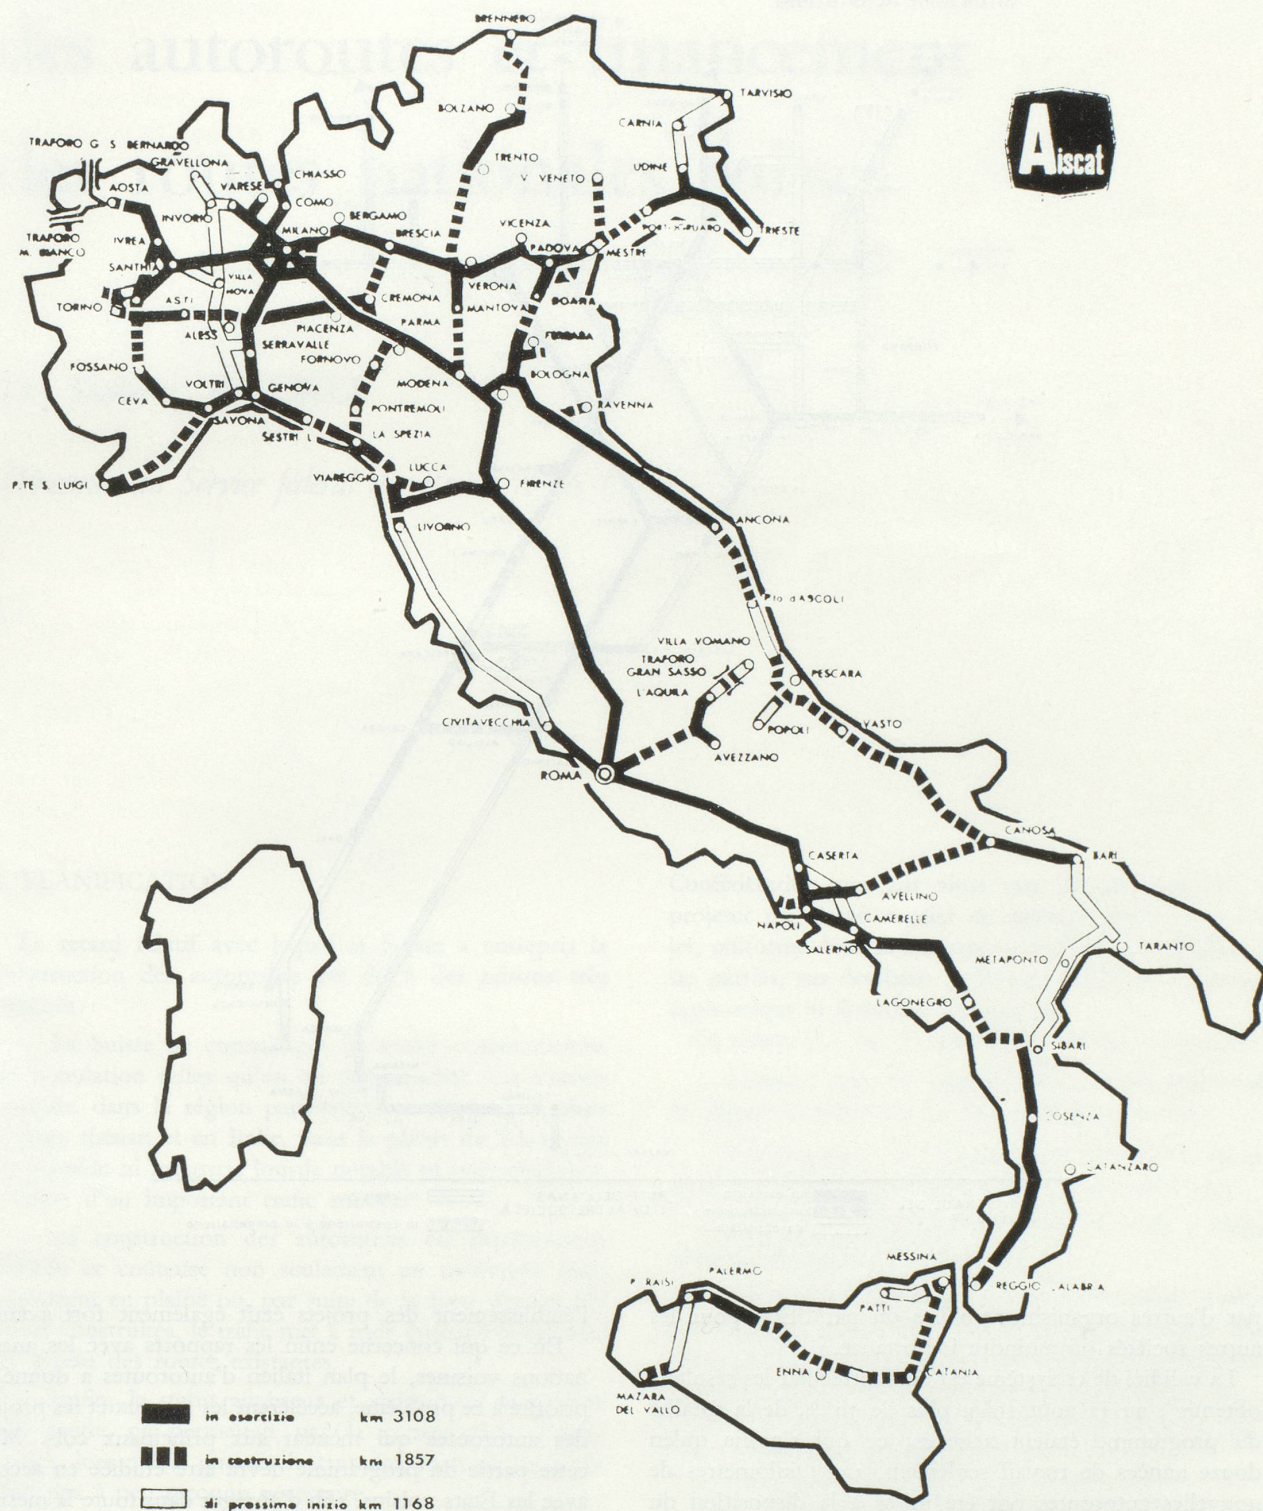 BRENNERO
TARVISIO
BOLZANO
CARNIA
Aiscat
TRAFORO G. S. BERNARDO
GRAVELLONA
TRENTO
UDINE
V. VENETO
AOSTA
VARESE
CHIASSO
COMO
INVORIO
BERGAMO
MILANO
BRESCIA
VICENZA
PADOVA
MESTRE
PORTOGRUARO
TRIESTE
IVREA
TRAFORO
M. BIANCO
SANTHIA
VILLA
NOVA
VERONA
TORINO
ASTI
CREMONA
MANTOVA
BOARA
PIACENZA
PARMA
ALESS.
SERRAVALLE
FERRARA
FORNOVO
FOSSANO
MODENA
BOLOGNA
VOLTRI
GENOVA
CEVA
SAVONA
PONTREMOLI
RAVENNA
SESTRI L.
LA SPEZIA
P.TE S. LUIGI
VIAREGGIO
LUCCA
FIRENZE
LIVORNO
ANCONA
P.to d'ASCOLI
VILLA VOMANO
TRAFORO
GRAN SASSO
L'AQUILA
PESCARA
CIVITAVECCHIA
POPOLI
VASTO
AVEZZANO
ROMA
CANOSA
CASERTA
BARI
AVELLINO
NAPOLI
CAMERELLE
SALERNO
TARANTO
METAPONTO
LAGONEGRO
SIBARI
COSENZA
CATANZARO
MESSINA
P. RAISI
PALERMO
PATTI
REGGIO CALABRIA
ENNA
CATANIA
MAZARA
DEL VALLO
in esercizio km 3108
in costruzione km 1857
di prossimo inizio km 1168